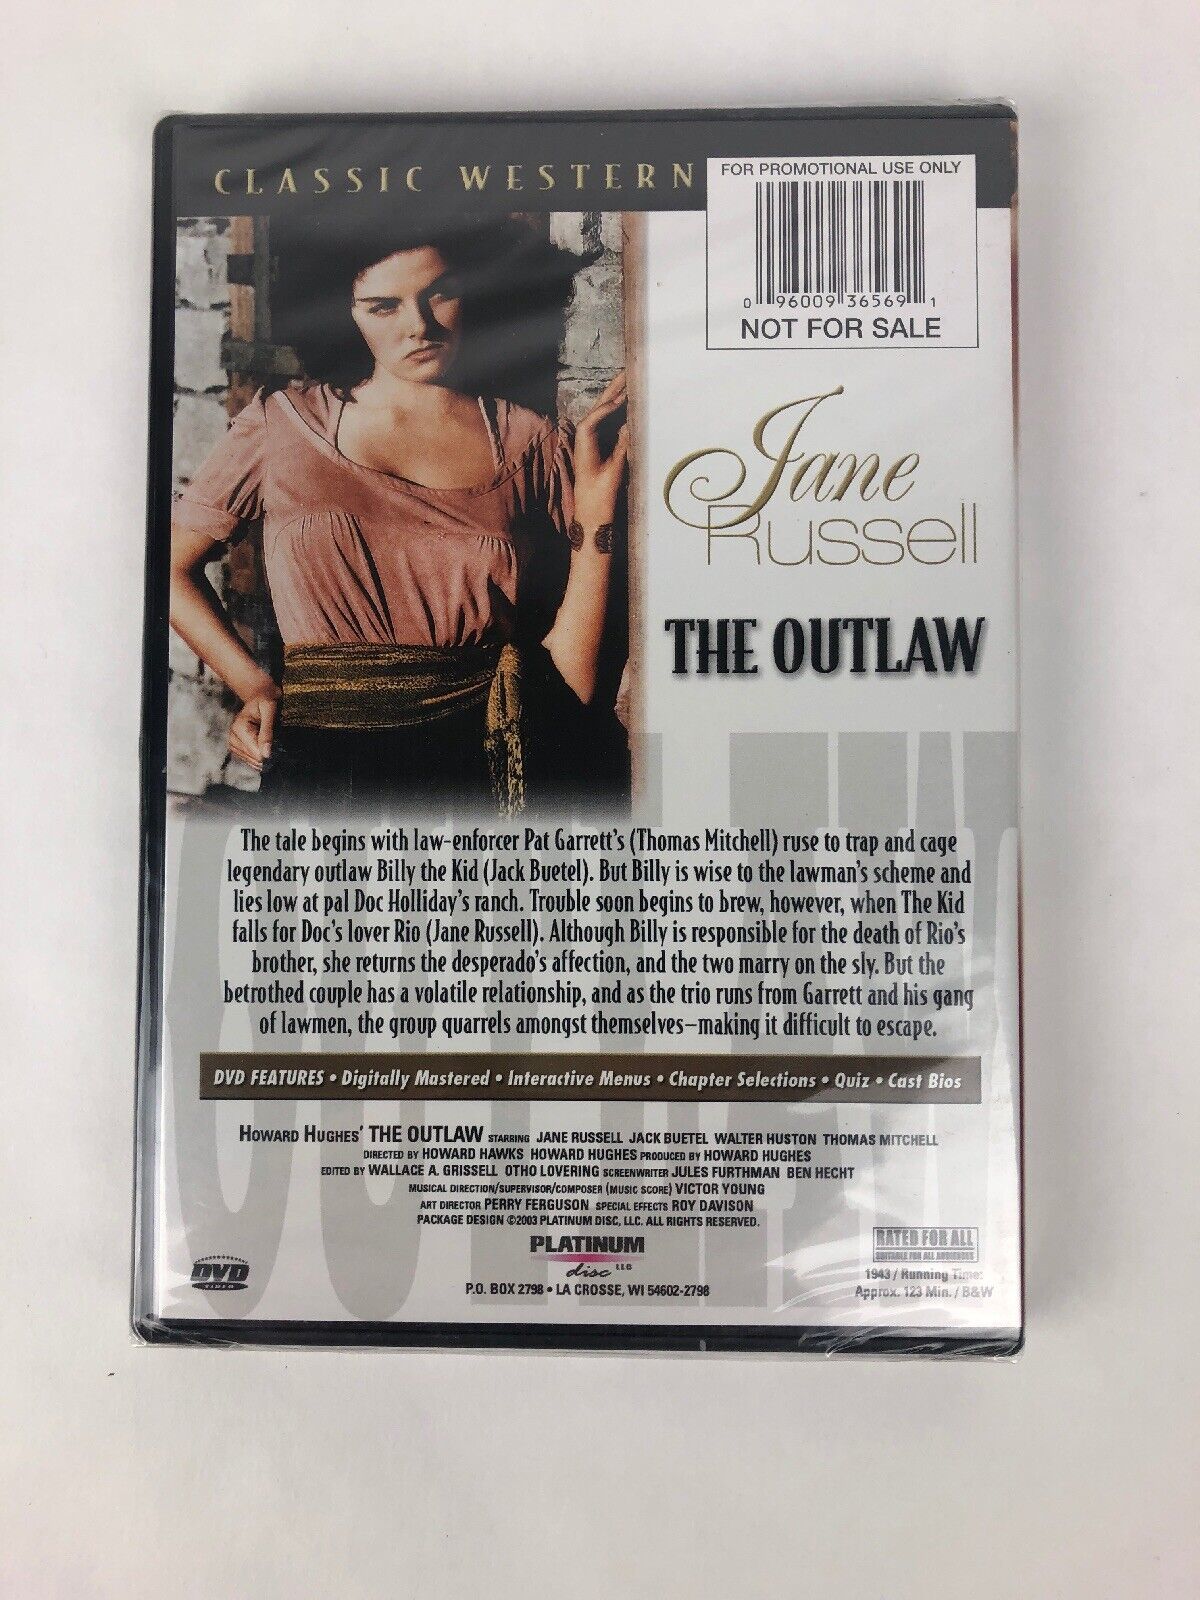 CLASSIC WESTERN
FOR PROMOTIONAL USE ONLY
0 96009 36569 1
NOT FOR SALE
Jane
Russell
THE OUTLAW
The tale begins with law-enforcer Pat Garrett's (Thomas Mitchell) ruse to trap and cage
legendary outlaw Billy the Kid (Jack Buetel). But Billy is wise to the lawman's scheme and
lies low at pal Doc Holliday's ranch. Trouble soon begins to brew, however, when The Kid
falls for Doc's lover Rio (Jane Russell). Although Billy is responsible for the death of Rio's
brother, she returns the desperado's affection, and the two marry on the sly. But the
betrothed couple has a volatile relationship, and as the trio runs from Garrett and his gang
of lawmen, the group quarrels amongst themselves–making it difficult to escape.
DVD FEATURES • Digitally Mastered • Interactive Menus • Chapter Selections • Quiz • Cast Bios
HOWARD HUGHES' THE OUTLAW STARRING JANE RUSSELL JACK BUETEL WALTER HUSTON THOMAS MITCHELL
DIRECTED BY HOWARD HAWKS HOWARD HUGHES PRODUCED BY HOWARD HUGHES
EDITED BY WALLACE A. GRISSELL OTHO LOVERING SCREENWRITER JULES FURTHMAN BEN HECHT
MUSICAL DIRECTION/SUPERVISOR/COMPOSER (MUSIC SCORE) VICTOR YOUNG
ART DIRECTOR PERRY FERGUSON SPECIAL EFFECTS ROY DAVISON
PACKAGE DESIGN ©2003 PLATINUM DISC, LLC. ALL RIGHTS RESERVED.
PLATINUM
disc LLC
P.O. BOX 2798 • LA CROSSE, WI 54602-2798
DVD
VIDEO
RATED FOR ALL
SUITABLE FOR ALL AUDIENCES
1943 / Running Time:
Approx. 123 Min. / B&W
OUTLAW